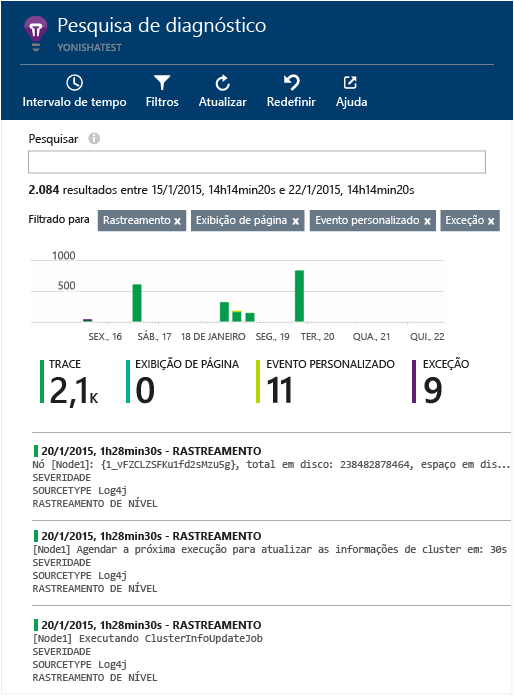 Pesquisa de diagnóstico
YONISHATEST
Intervalo de tempo Filtros Atualizar Redefinir Ajuda
Pesquisar
2.084 resultados entre 15/1/2015, 14h14min20s e 22/1/2015, 14h14min20s
Filtrado para Rastreamento x Exibição de página x Evento personalizado x Exceção x
1000
500
SEX., 16 SÁB., 17 18 DE JANEIRO SEG., 19 TER., 20 QUA., 21 QUI., 22
TRACE EXIBIÇÃO DE PÁGINA EVENTO PERSONALIZADO EXCEÇÃO
2,1K 0 11 9
20/1/2015, 1h28min30s - RASTREAMENTO
Nó [Node1]: {1_vFZCLZSFKu1fd2sMzu5g}, total em disco: 238482878464, espaço em dis...
SEVERIDADE
SOURCETYPE Log4j
RASTREAMENTO DE NÍVEL
20/1/2015, 1h28min30s - RASTREAMENTO
[Node1] Agendar a próxima execução para atualizar as informações de cluster em: 30s
SEVERIDADE
SOURCETYPE Log4j
RASTREAMENTO DE NÍVEL
20/1/2015, 1h28min30s - RASTREAMENTO
[Node1] Executando ClusterInfoUpdateJob
SEVERIDADE
SOURCETYPE Log4j
RASTREAMENTO DE NÍVEL